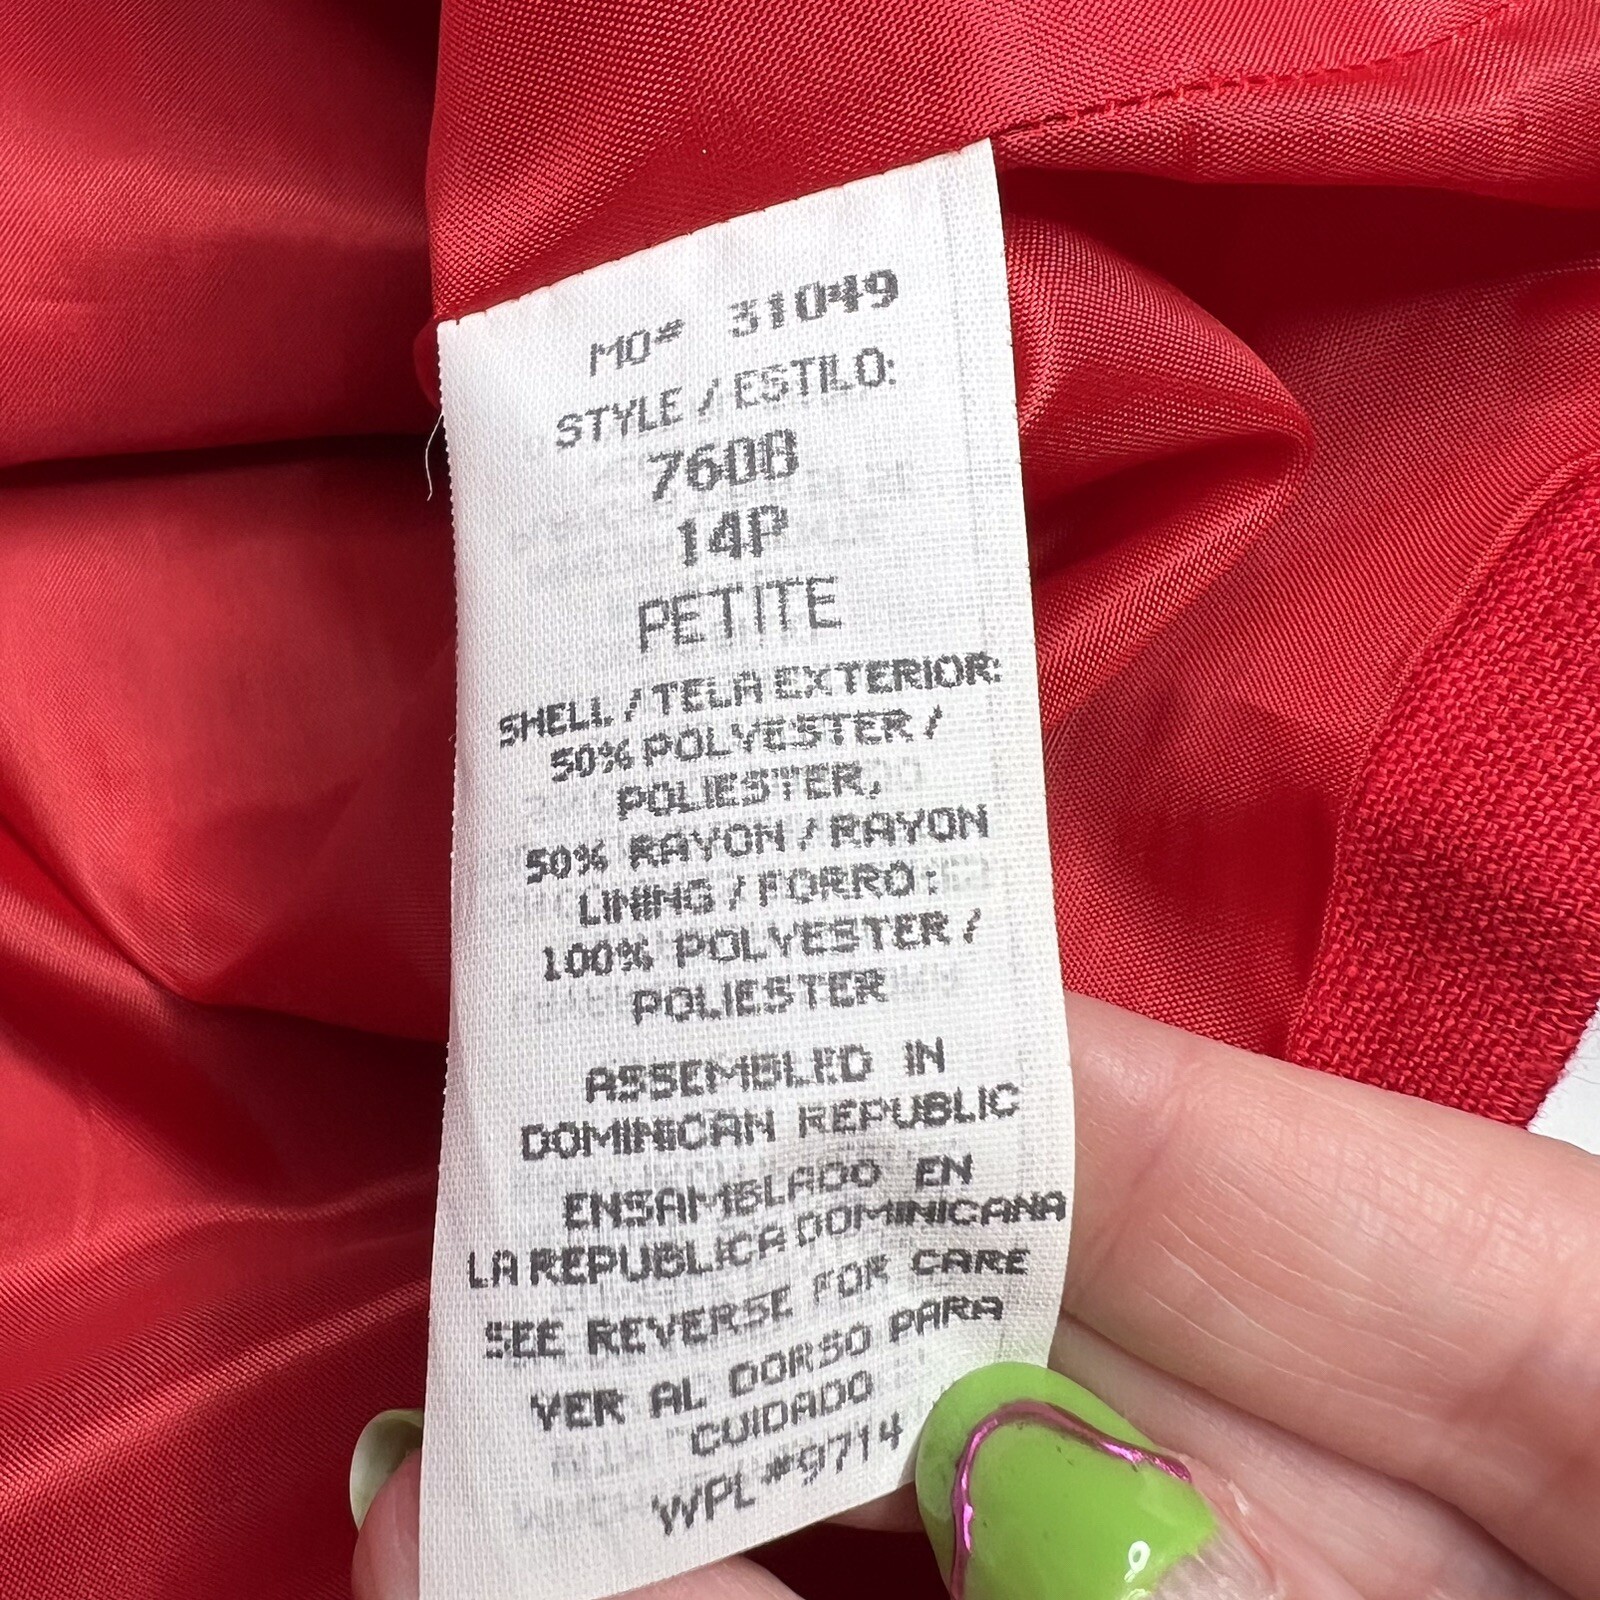 MO# 31049
STYLE / ESTILO:
760B
14P
PETITE
SHELL / TELA EXTERIOR:
50% POLYESTER /
POLIESTER,
50% RAYON / RAYON
LINING / FORRO:
100% POLYESTER /
POLIESTER
ASSEMBLED IN
DOMINICAN REPUBLIC
ENSAMBLADO EN
LA REPUBLICA DOMINICANA
SEE REVERSE FOR CARE
VER AL DORSO PARA
CUIDADO
WPL#9714